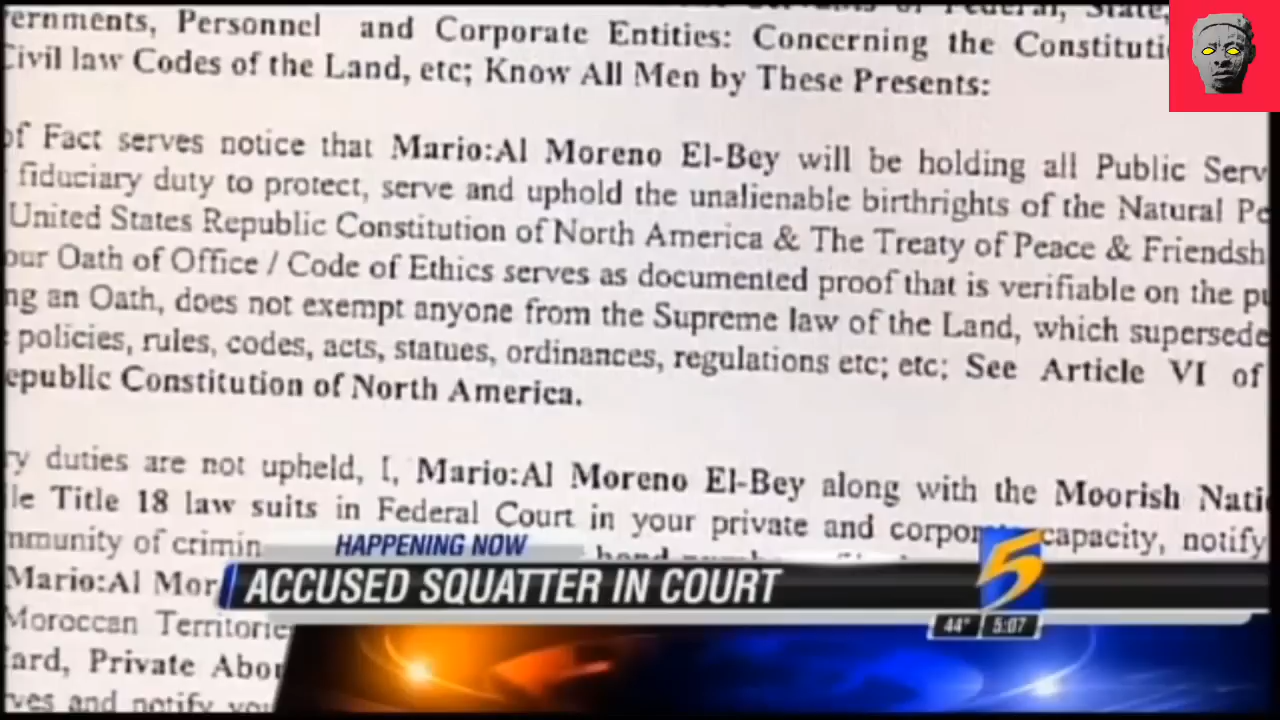 of Federal, State,
ernments, Personnel and Corporate Entities: Concerning the Constituti
Civil law Codes of the Land, etc; Know All Men by These Presents:
of Fact serves notice that Mario:Al Moreno El-Bey will be holding all Public Serv
fiduciary duty to protect, serve and uphold the unalienable birthrights of the Natural Pe
United States Republic Constitution of North America & The Treaty of Peace & Friendsh
our Oath of Office / Code of Ethics serves as documented proof that is verifiable on the pu
ng an Oath, does not exempt anyone from the Supreme law of the Land, which supersede
policies, rules, codes, acts, statues, ordinances, regulations etc; etc; See Article VI of
epublic Constitution of North America.
ry duties are not upheld, I, Mario:Al Moreno El-Bey along with the Moorish Nati
le Title 18 law suits in Federal Court in your private and corpor capacity, notify
mmunity of crimin
HAPPENING NOW
Mario:Al Mor
ACCUSED SQUATTER IN COURT
5
Moroccan Territorie
44° 5:07
ard, Private Abor
ves and notify you